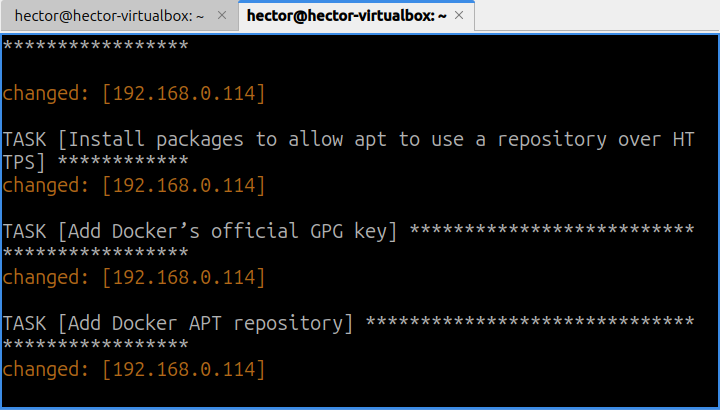 hector@hector-virtualbox: ~ × hector@hector-virtualbox: ~ ×
*****************
changed: [192.168.0.114]
TASK [Install packages to allow apt to use a repository over HT
TPS] ************
changed: [192.168.0.114]
TASK [Add Docker’s official GPG key] **************************
*****************
changed: [192.168.0.114]
TASK [Add Docker APT repository] ******************************
*****************
changed: [192.168.0.114]